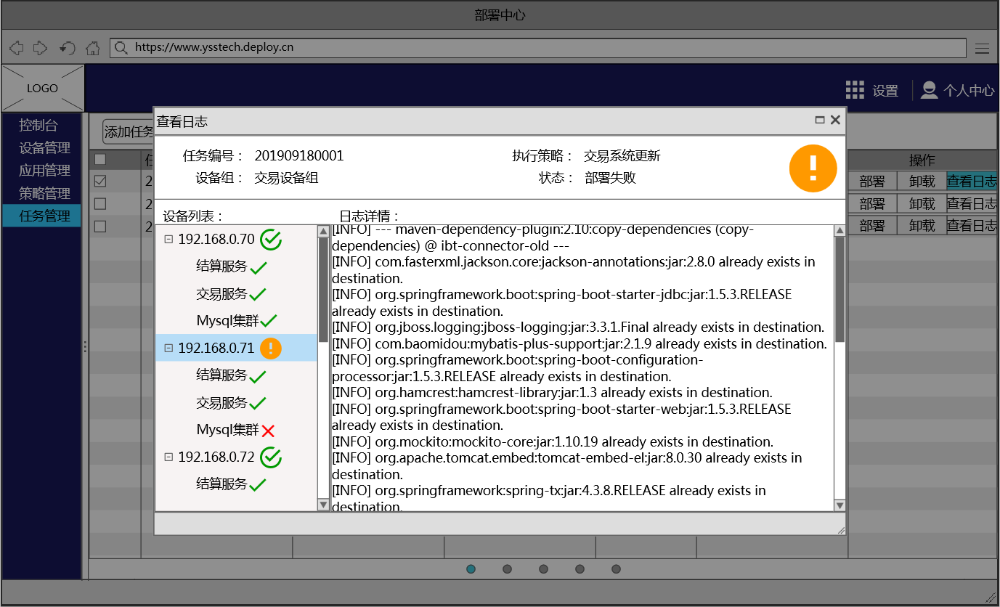 部署中心
https://www.ysstech.deploy.cn
LOGO
设置
个人中心
控制台
设备管理
应用管理
策略管理
任务管理
添加任务
操作
2
部署
卸载
查看日志
2
部署
卸载
查看日志
2
部署
卸载
查看日志
查看日志
任务编号： 201909180001
执行策略： 交易系统更新
设备组： 交易设备组
状态： 部署失败
设备列表：
192.168.0.70
结算服务
交易服务
Mysql集群
192.168.0.71
结算服务
交易服务
Mysql集群
192.168.0.72
结算服务
日志详情：
[INFO] --- maven-dependency-plugin:2.10:copy-dependencies (copy-
dependencies) @ ibt-connector-old ---
[INFO] com.fasterxml.jackson.core:jackson-annotations:jar:2.8.0 already exists in
destination.
[INFO] org.springframework.boot:spring-boot-starter-jdbc:jar:1.5.3.RELEASE
already exists in destination.
[INFO] org.jboss.logging:jboss-logging:jar:3.3.1.Final already exists in destination.
[INFO] com.baomidou:mybatis-plus-support:jar:2.1.9 already exists in destination.
[INFO] org.springframework.boot:spring-boot-configuration-
processor:jar:1.5.3.RELEASE already exists in destination.
[INFO] org.hamcrest:hamcrest-library:jar:1.3 already exists in destination.
[INFO] org.springframework.boot:spring-boot-starter-web:jar:1.5.3.RELEASE
already exists in destination.
[INFO] org.mockito:mockito-core:jar:1.10.19 already exists in destination.
[INFO] org.apache.tomcat.embed:tomcat-embed-el:jar:8.0.30 already exists in
destination.
[INFO] org.springframework:spring-tx:jar:4.3.8.RELEASE already exists in
destination.